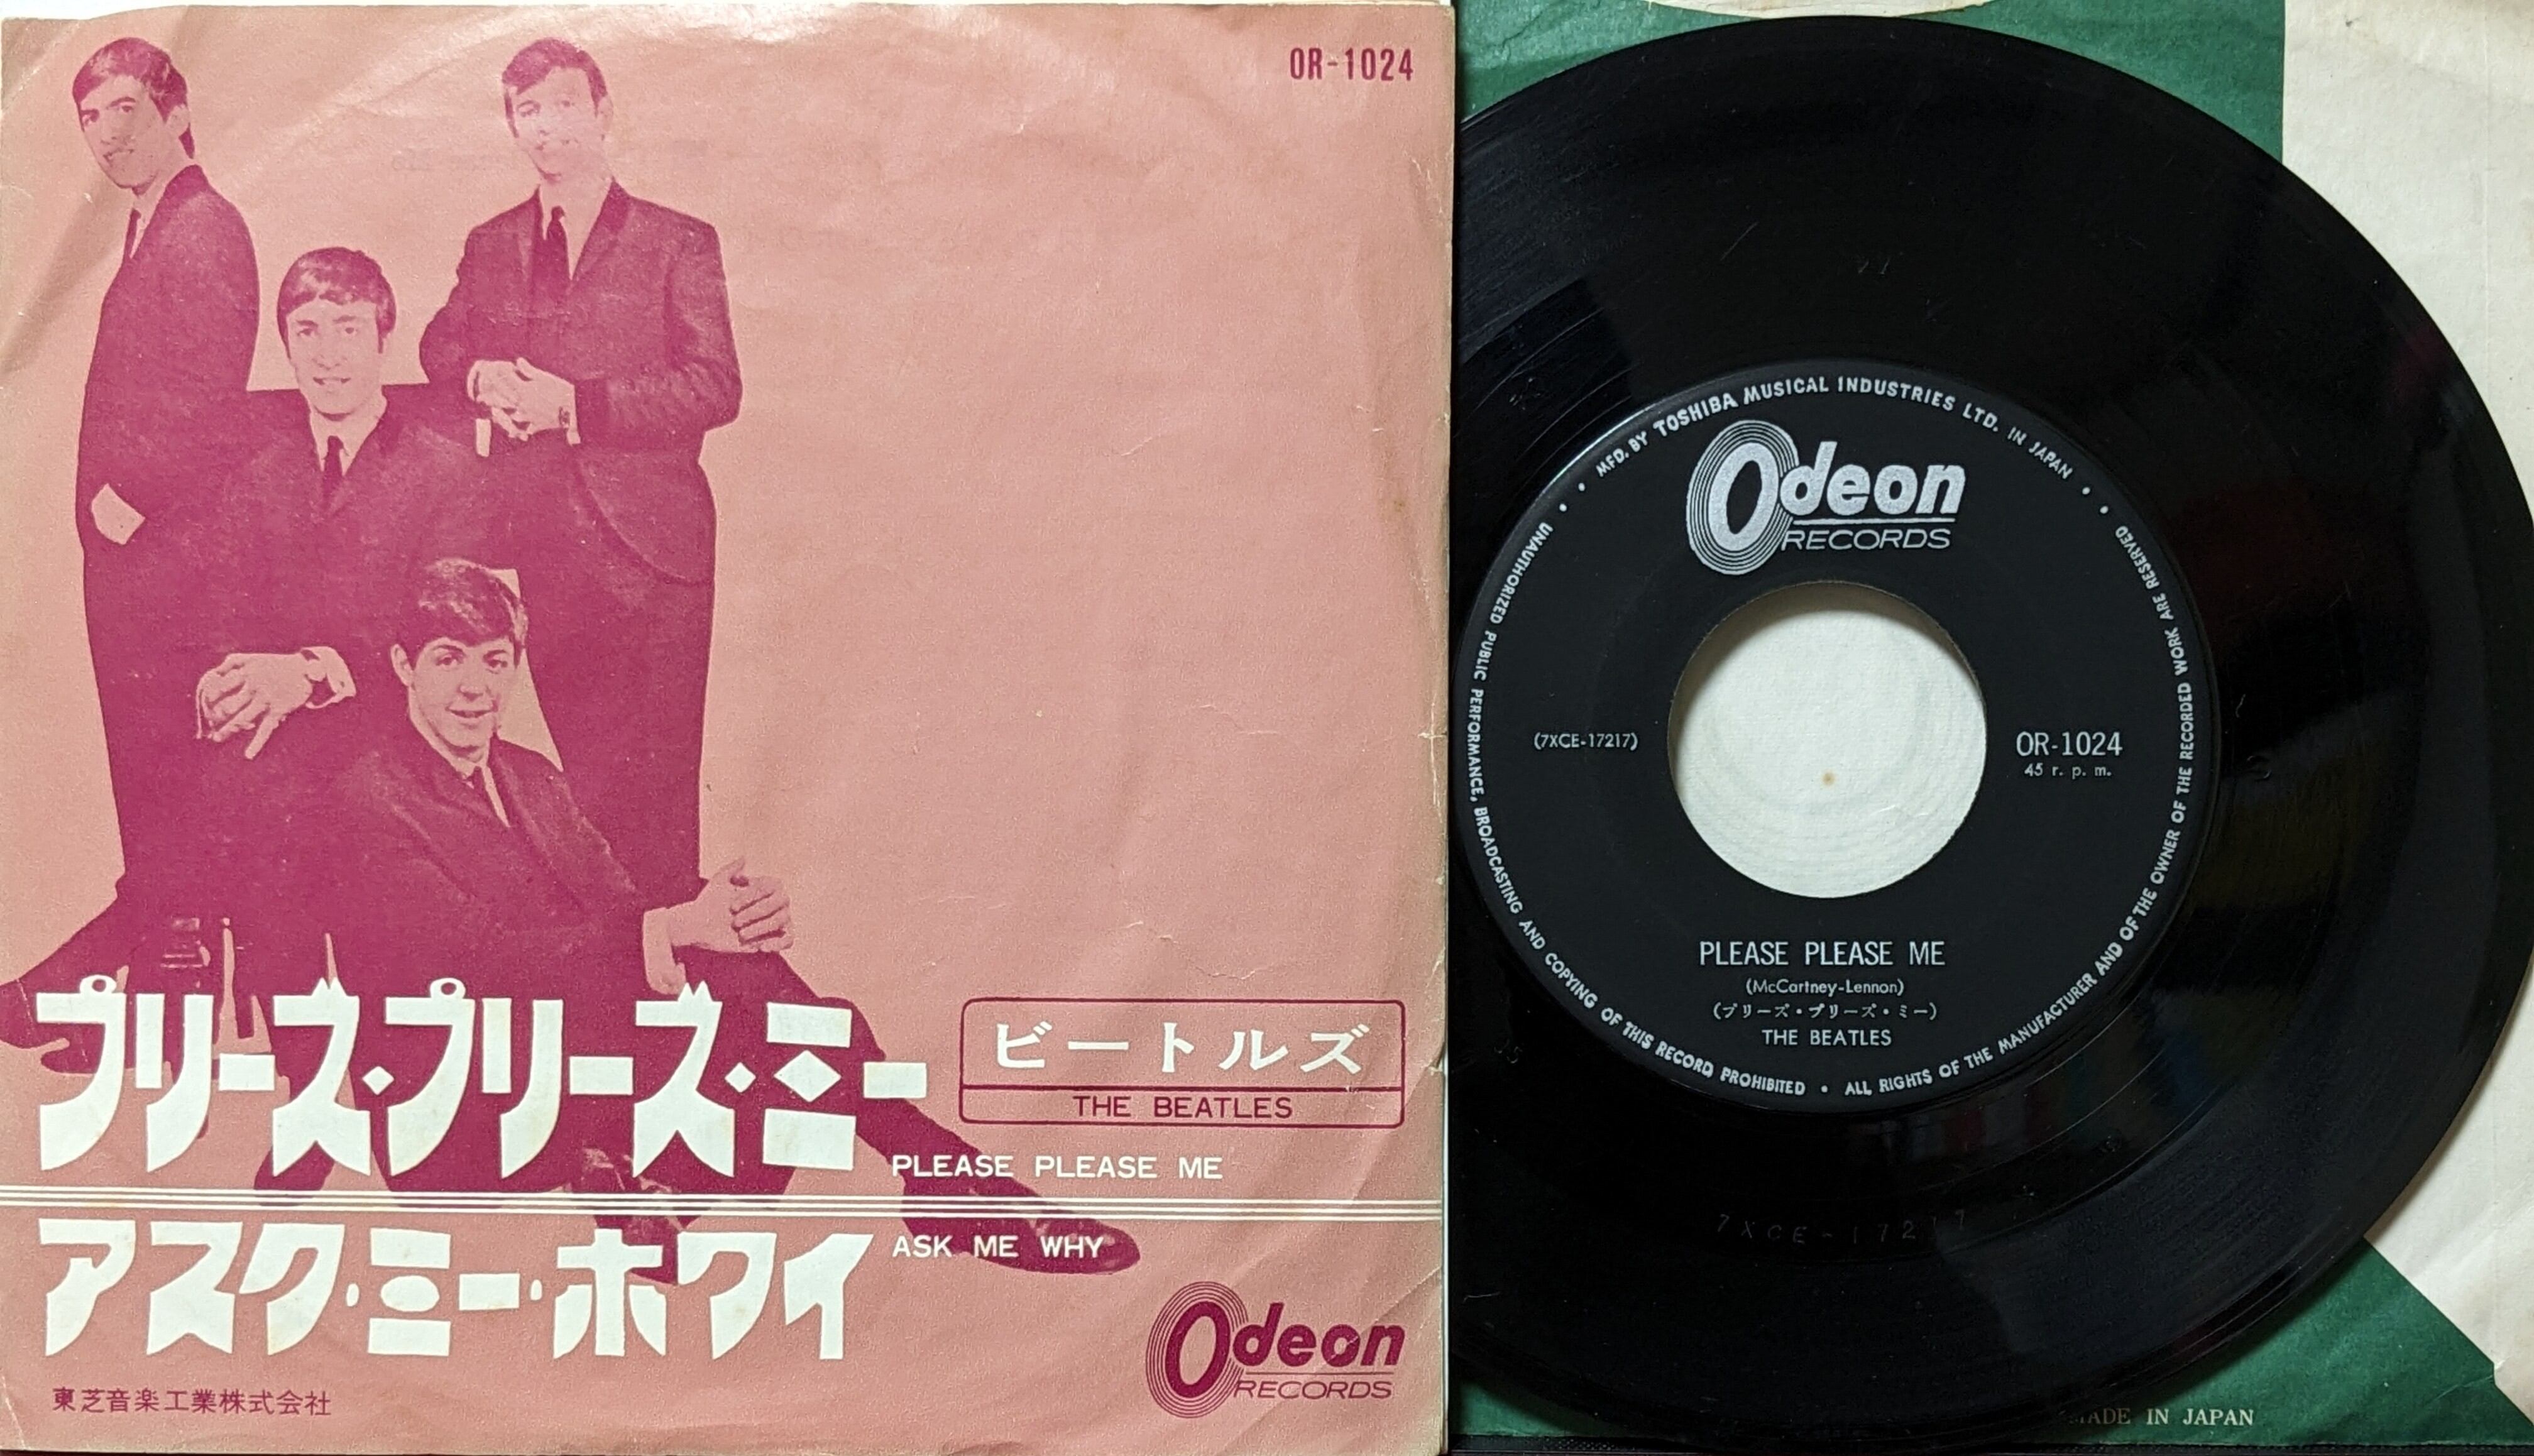 OR-1024
プリーズ・プリーズ・ミー
ビートルズ
THE BEATLES
PLEASE PLEASE ME
アスク・ミー・ホワイ
ASK ME WHY
Odeon
RECORDS
東芝音楽工業株式会社
• MFD. BY TOSHIBA MUSICAL INDUSTRIES LTD. IN JAPAN •
Odeon
RECORDS
(7XCE-17217)
OR-1024
45 r. p. m.
PLEASE PLEASE ME
(McCartney-Lennon)
(プリーズ・プリーズ・ミー)
THE BEATLES
• UNAUTHORIZED PUBLIC PERFORMANCE, BROADCASTING AND COPYING OF THIS RECORD PROHIBITED • ALL RIGHTS OF THE MANUFACTURER AND OF THE OWNER OF THE RECORDED WORK ARE RESERVED •
7XCE-17217
MADE IN JAPAN